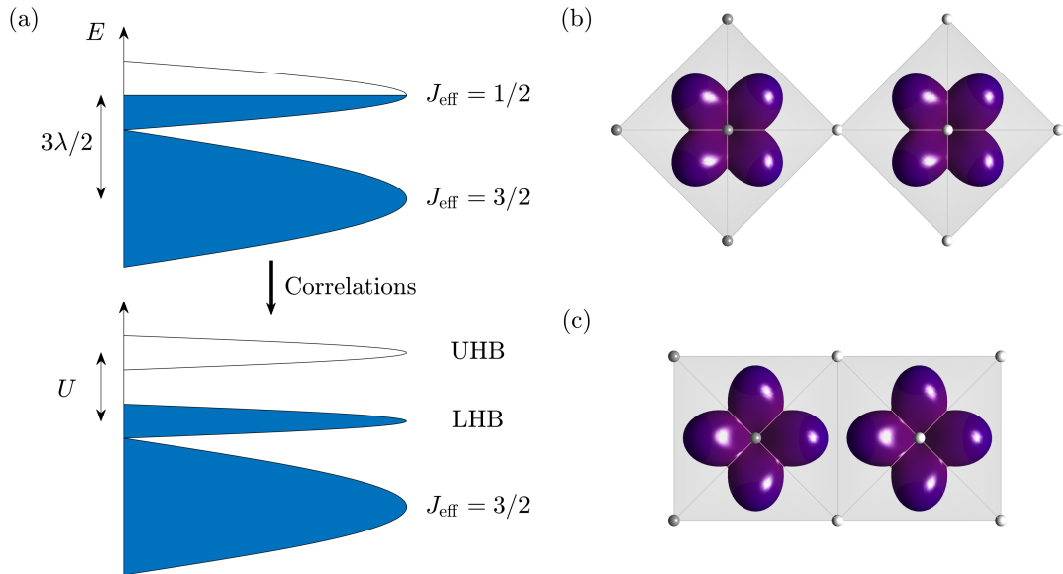 (a)
E
J_eff = 1/2
3λ/2
J_eff = 3/2
Correlations
UHB
U
LHB
J_eff = 3/2
(b)
(c)